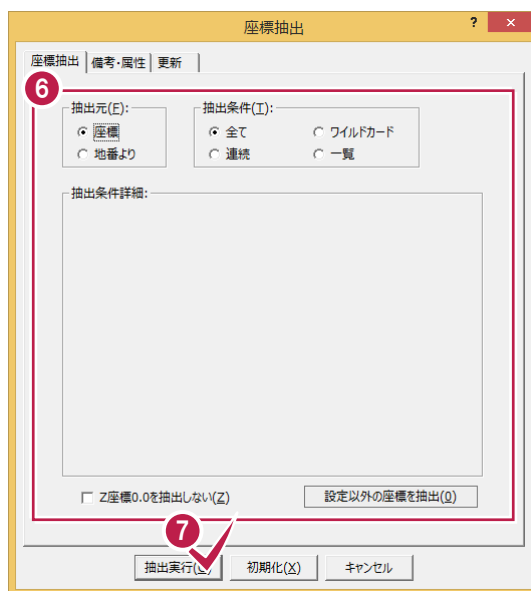 座標抽出 ? ×
座標抽出 備考・属性 更新
6
抽出元(F): 抽出条件(T):
座標 全て ワイルドカード
地番より 連続 一覧
抽出条件詳細:
Z座標0.0を抽出しない(Z) 設定以外の座標を抽出(0)
7
抽出実行( 初期化(X) キャンセル